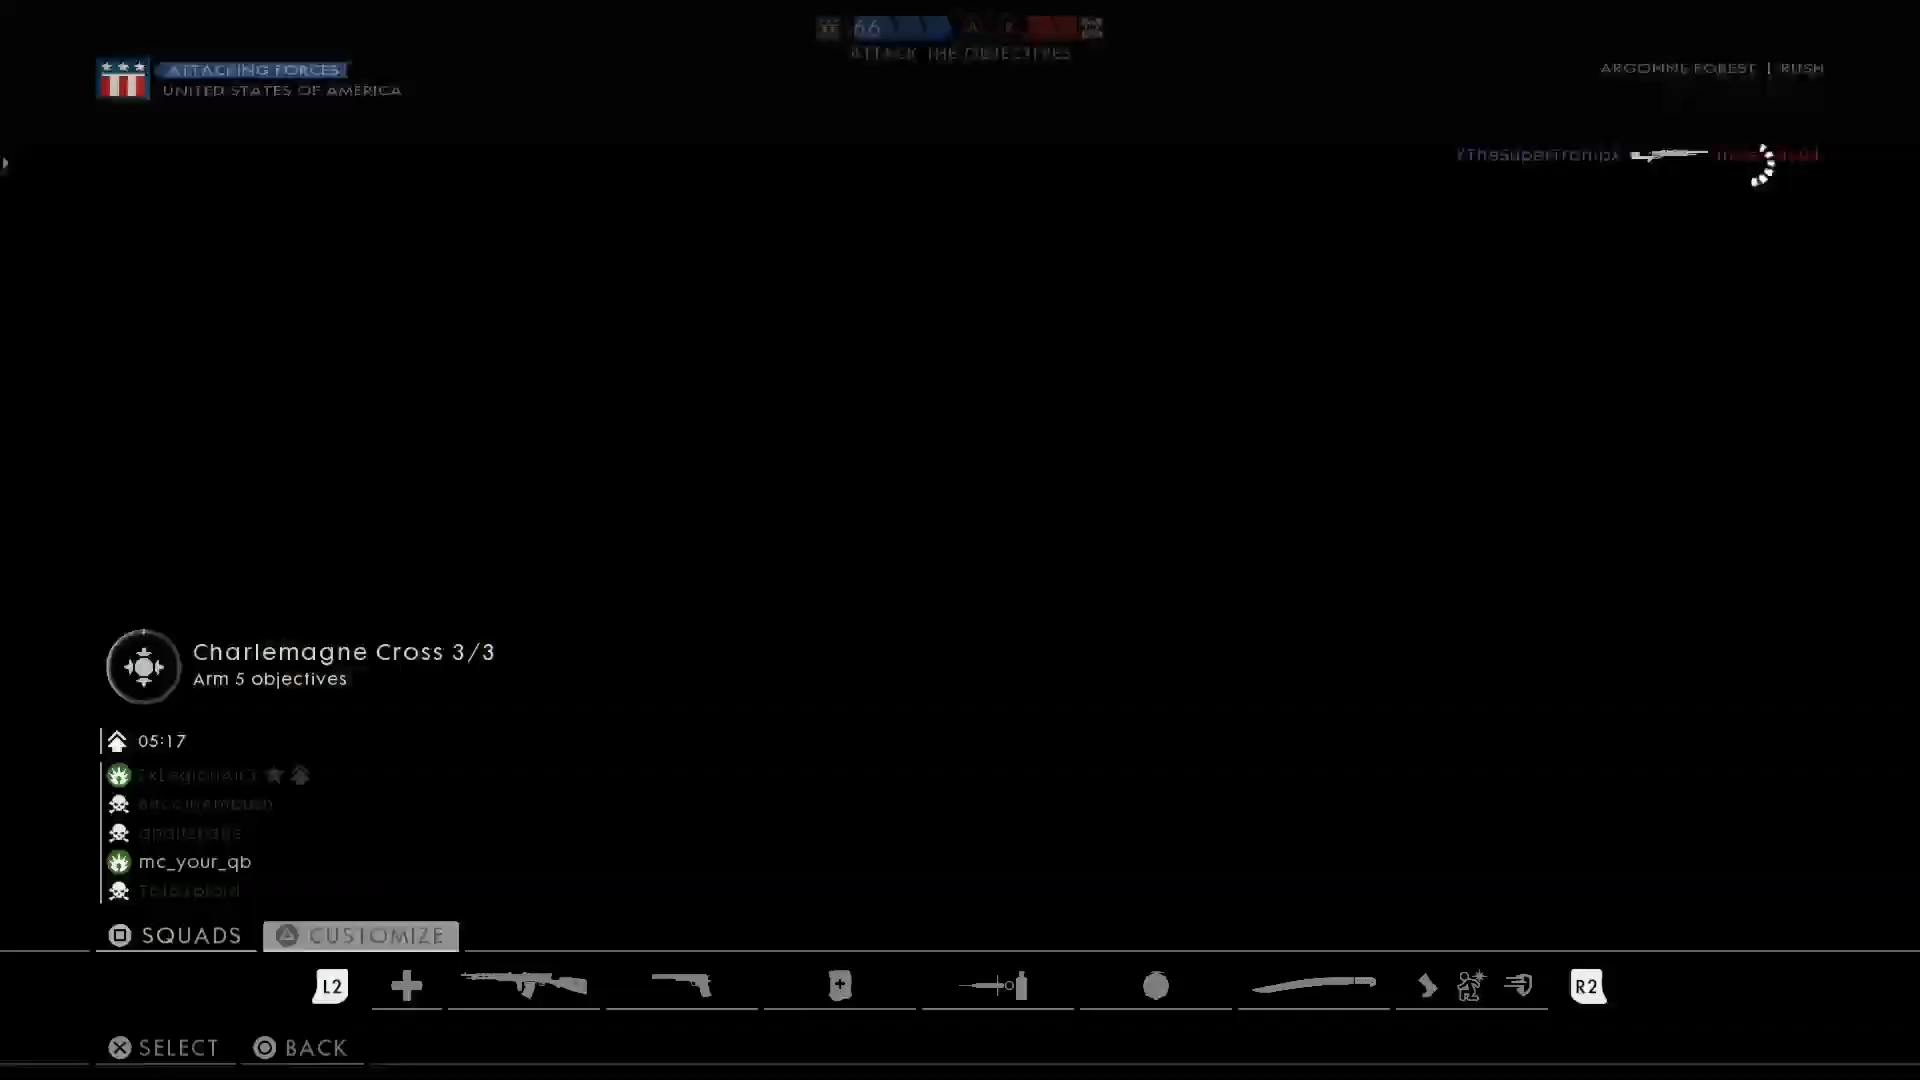 66
ATTACK THE OBJECTIVES
ATTACKING FORCES
UNITED STATES OF AMERICA
ARGONNE FOREST | RUSH
Charlemagne Cross 3/3
Arm 5 objectives
05:17
mc_your_qb
SQUADS
CUSTOMIZE
L2
R2
SELECT
BACK